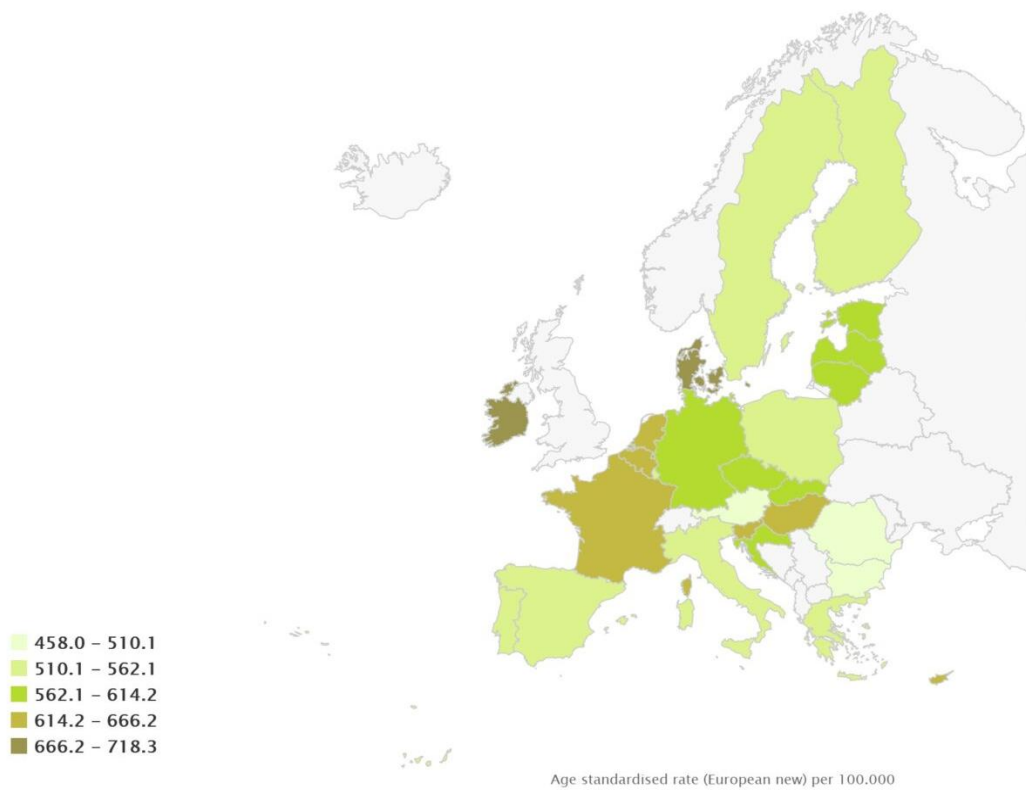 458.0 – 510.1
510.1 – 562.1
562.1 – 614.2
614.2 – 666.2
666.2 – 718.3
Age standardised rate (European new) per 100.000